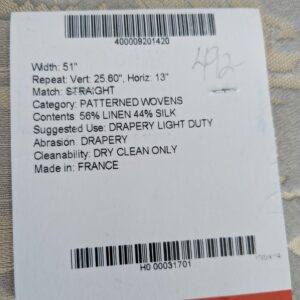 400009201420
492
Width: 51"
Repeat: Vert: 25.60", Horiz: 13"
Match: STRAIGHT
Category: PATTERNED WOVENS
Contents: 56% LINEN 44% SILK
Suggested Use: DRAPERY LIGHT DUTY
Abrasion: DRAPERY
Cleanability: DRY CLEAN ONLY
Made in: FRANCE
H0 00031701